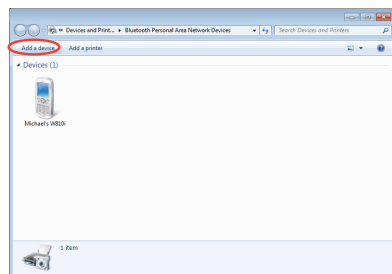 « Devices and Print... ▸ Bluetooth Personal Area Network Devices
Search Devices and Printers
Add a device Add a printer
Devices (1)
Michael's W810i
1 item